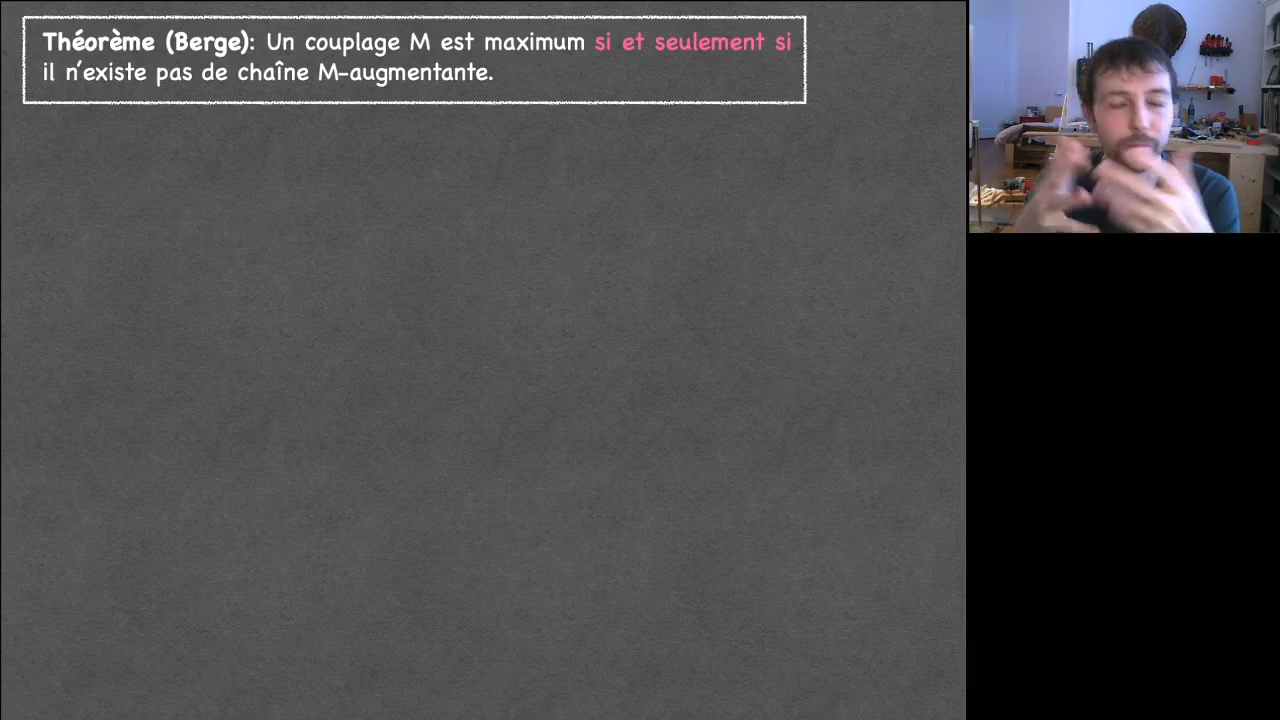 Théorème (Berge): Un couplage M est maximum si et seulement si
il n'existe pas de chaîne M-augmentante.